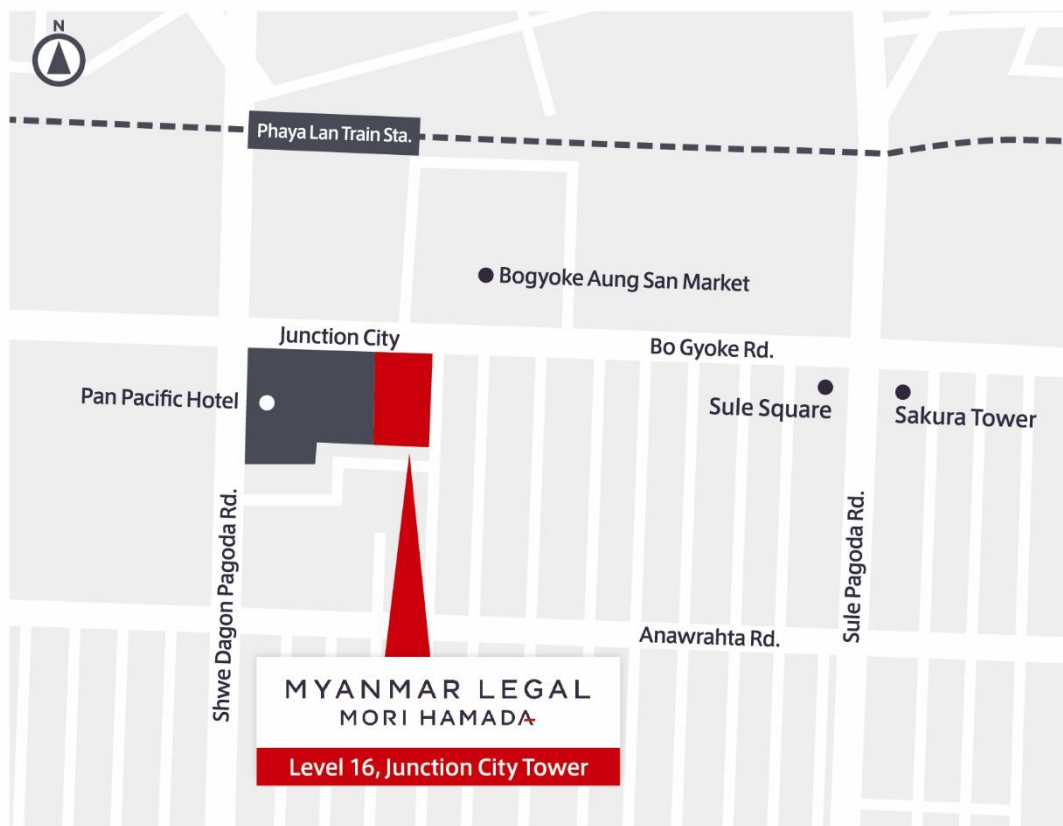 N
Phaya Lan Train Sta.
Bogyoke Aung San Market
Junction City
Bo Gyoke Rd.
Pan Pacific Hotel
Sule Square
Sakura Tower
Shwe Dagon Pagoda Rd.
Sule Pagoda Rd.
Anawrahta Rd.
MYANMAR LEGAL
MORI HAMADA
Level 16, Junction City Tower